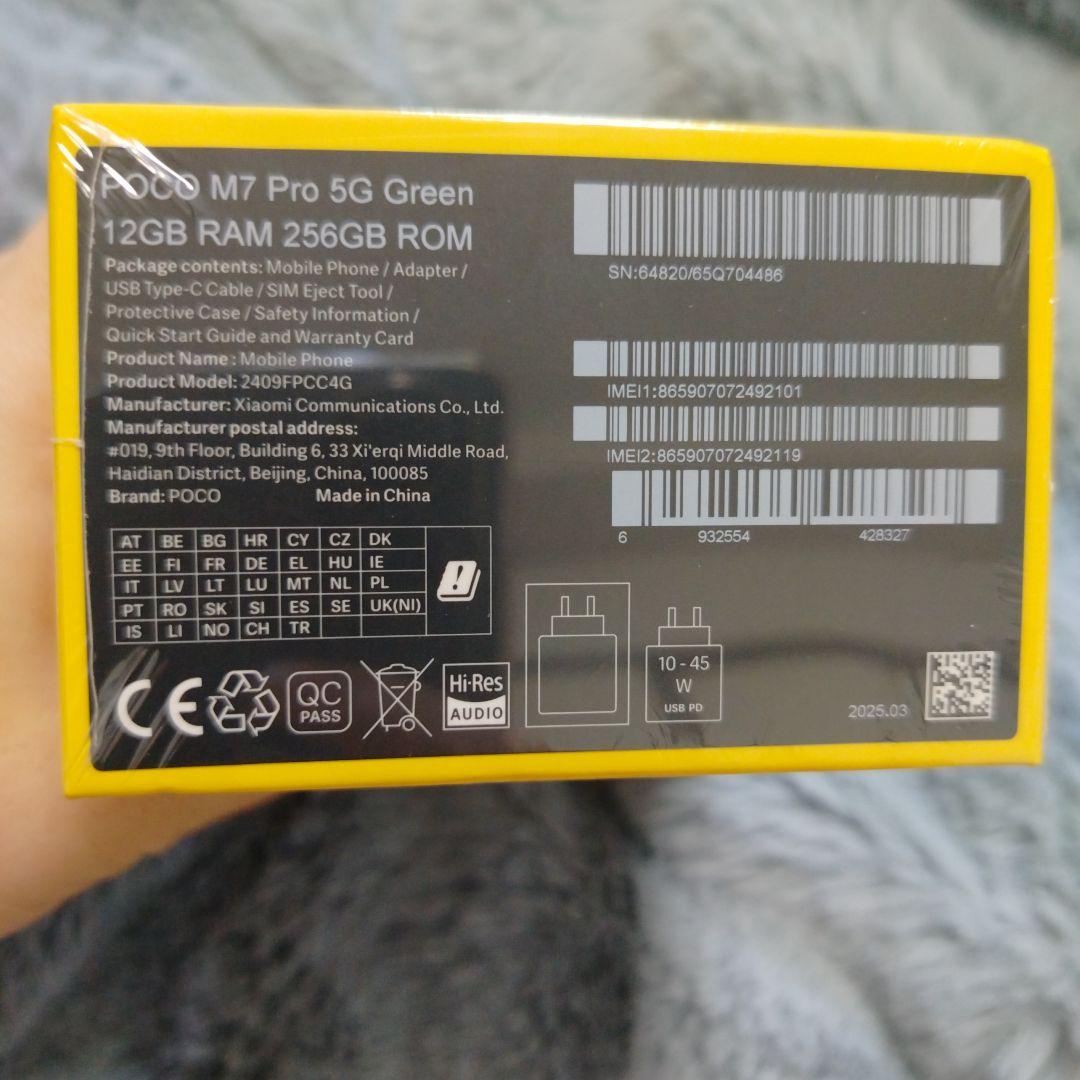 POCO M7 Pro 5G Green
12GB RAM 256GB ROM
Package contents: Mobile Phone / Adapter /
USB Type-C Cable / SIM Eject Tool /
Protective Case / Safety Information /
Quick Start Guide and Warranty Card
Product Name : Mobile Phone
Product Model: 2409FPCC4G
Manufacturer: Xiaomi Communications Co., Ltd.
Manufacturer postal address:
#019, 9th Floor, Building 6, 33 Xi'erqi Middle Road,
Haidian District, Beijing, China, 100085
Brand: POCO Made in China
SN:64820/65Q704486
IMEI1:865907072492101
IMEI2:865907072492119
6 932554 428327
AT BE BG HR CY CZ DK
EE FI FR DE EL HU IE
IT LV LT LU MT NL PL
PT RO SK SI ES SE UK(NI)
IS LI NO CH TR
CE
QC
PASS
Hi-Res
AUDIO
10 - 45
W
USB PD
2025.03